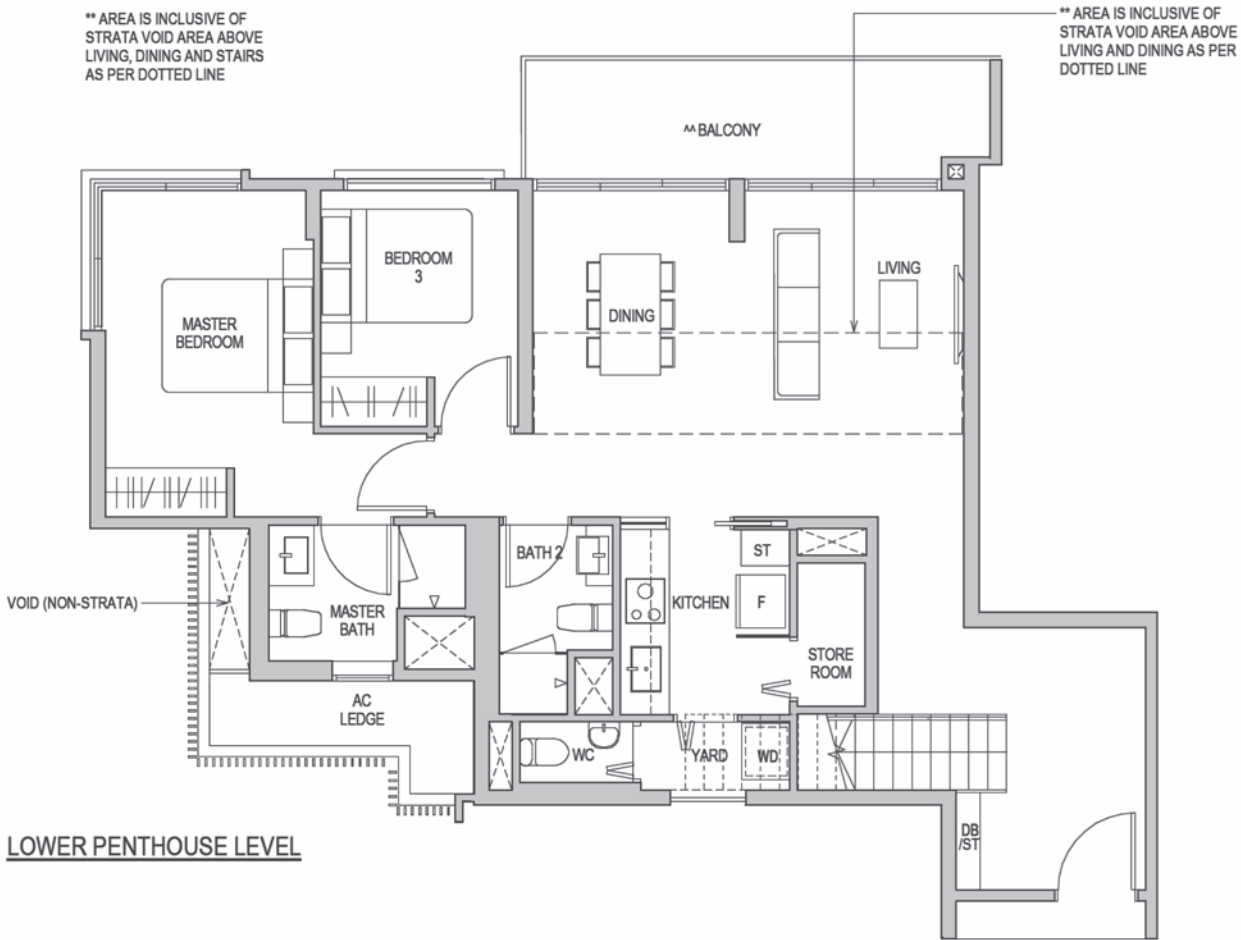 ** AREA IS INCLUSIVE OF
STRATA VOID AREA ABOVE
LIVING, DINING AND STAIRS
AS PER DOTTED LINE
** AREA IS INCLUSIVE OF
STRATA VOID AREA ABOVE
LIVING AND DINING AS PER
DOTTED LINE
^^ BALCONY
BEDROOM
3
LIVING
MASTER
BEDROOM
DINING
BATH 2
ST
VOID (NON-STRATA)
MASTER
BATH
KITCHEN
F
STORE
ROOM
AC
LEDGE
WC
YARD
WD
DB
/ST
LOWER PENTHOUSE LEVEL